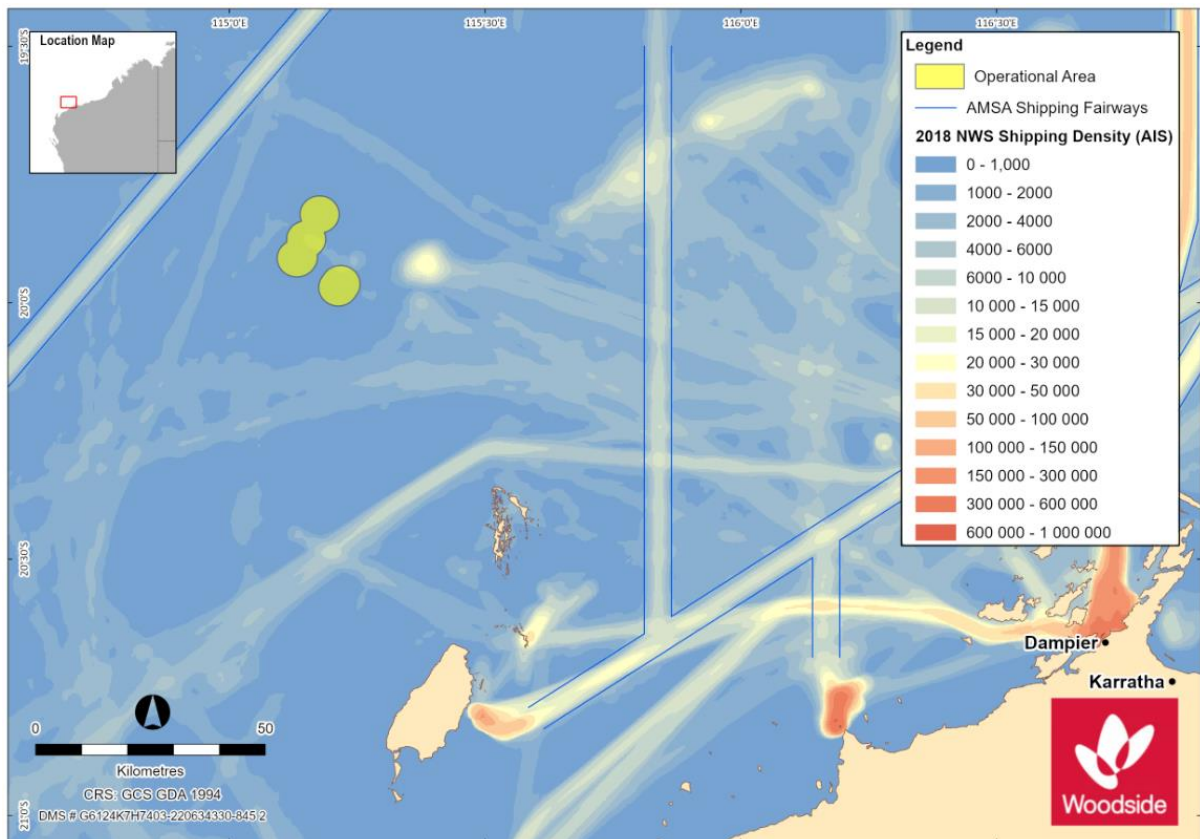 115°0'E
115°30'E
116°0'E
116°30'E
19°30'S
20°0'S
20°30'S
21°0'S
Location Map
Legend
Operational Area
AMSA Shipping Fairways
2018 NWS Shipping Density (AIS)
0 - 1,000
1000 - 2000
2000 - 4000
4000 - 6000
6000 - 10 000
10 000 - 15 000
15 000 - 20 000
20 000 - 30 000
30 000 - 50 000
50 000 - 100 000
100 000 - 150 000
150 000 - 300 000
300 000 - 600 000
600 000 - 1 000 000
Dampier
Karratha
0 50
Kilometres
CRS: GCS GDA 1994
DMS # G6124K7H7403-220634330-845 2
Woodside